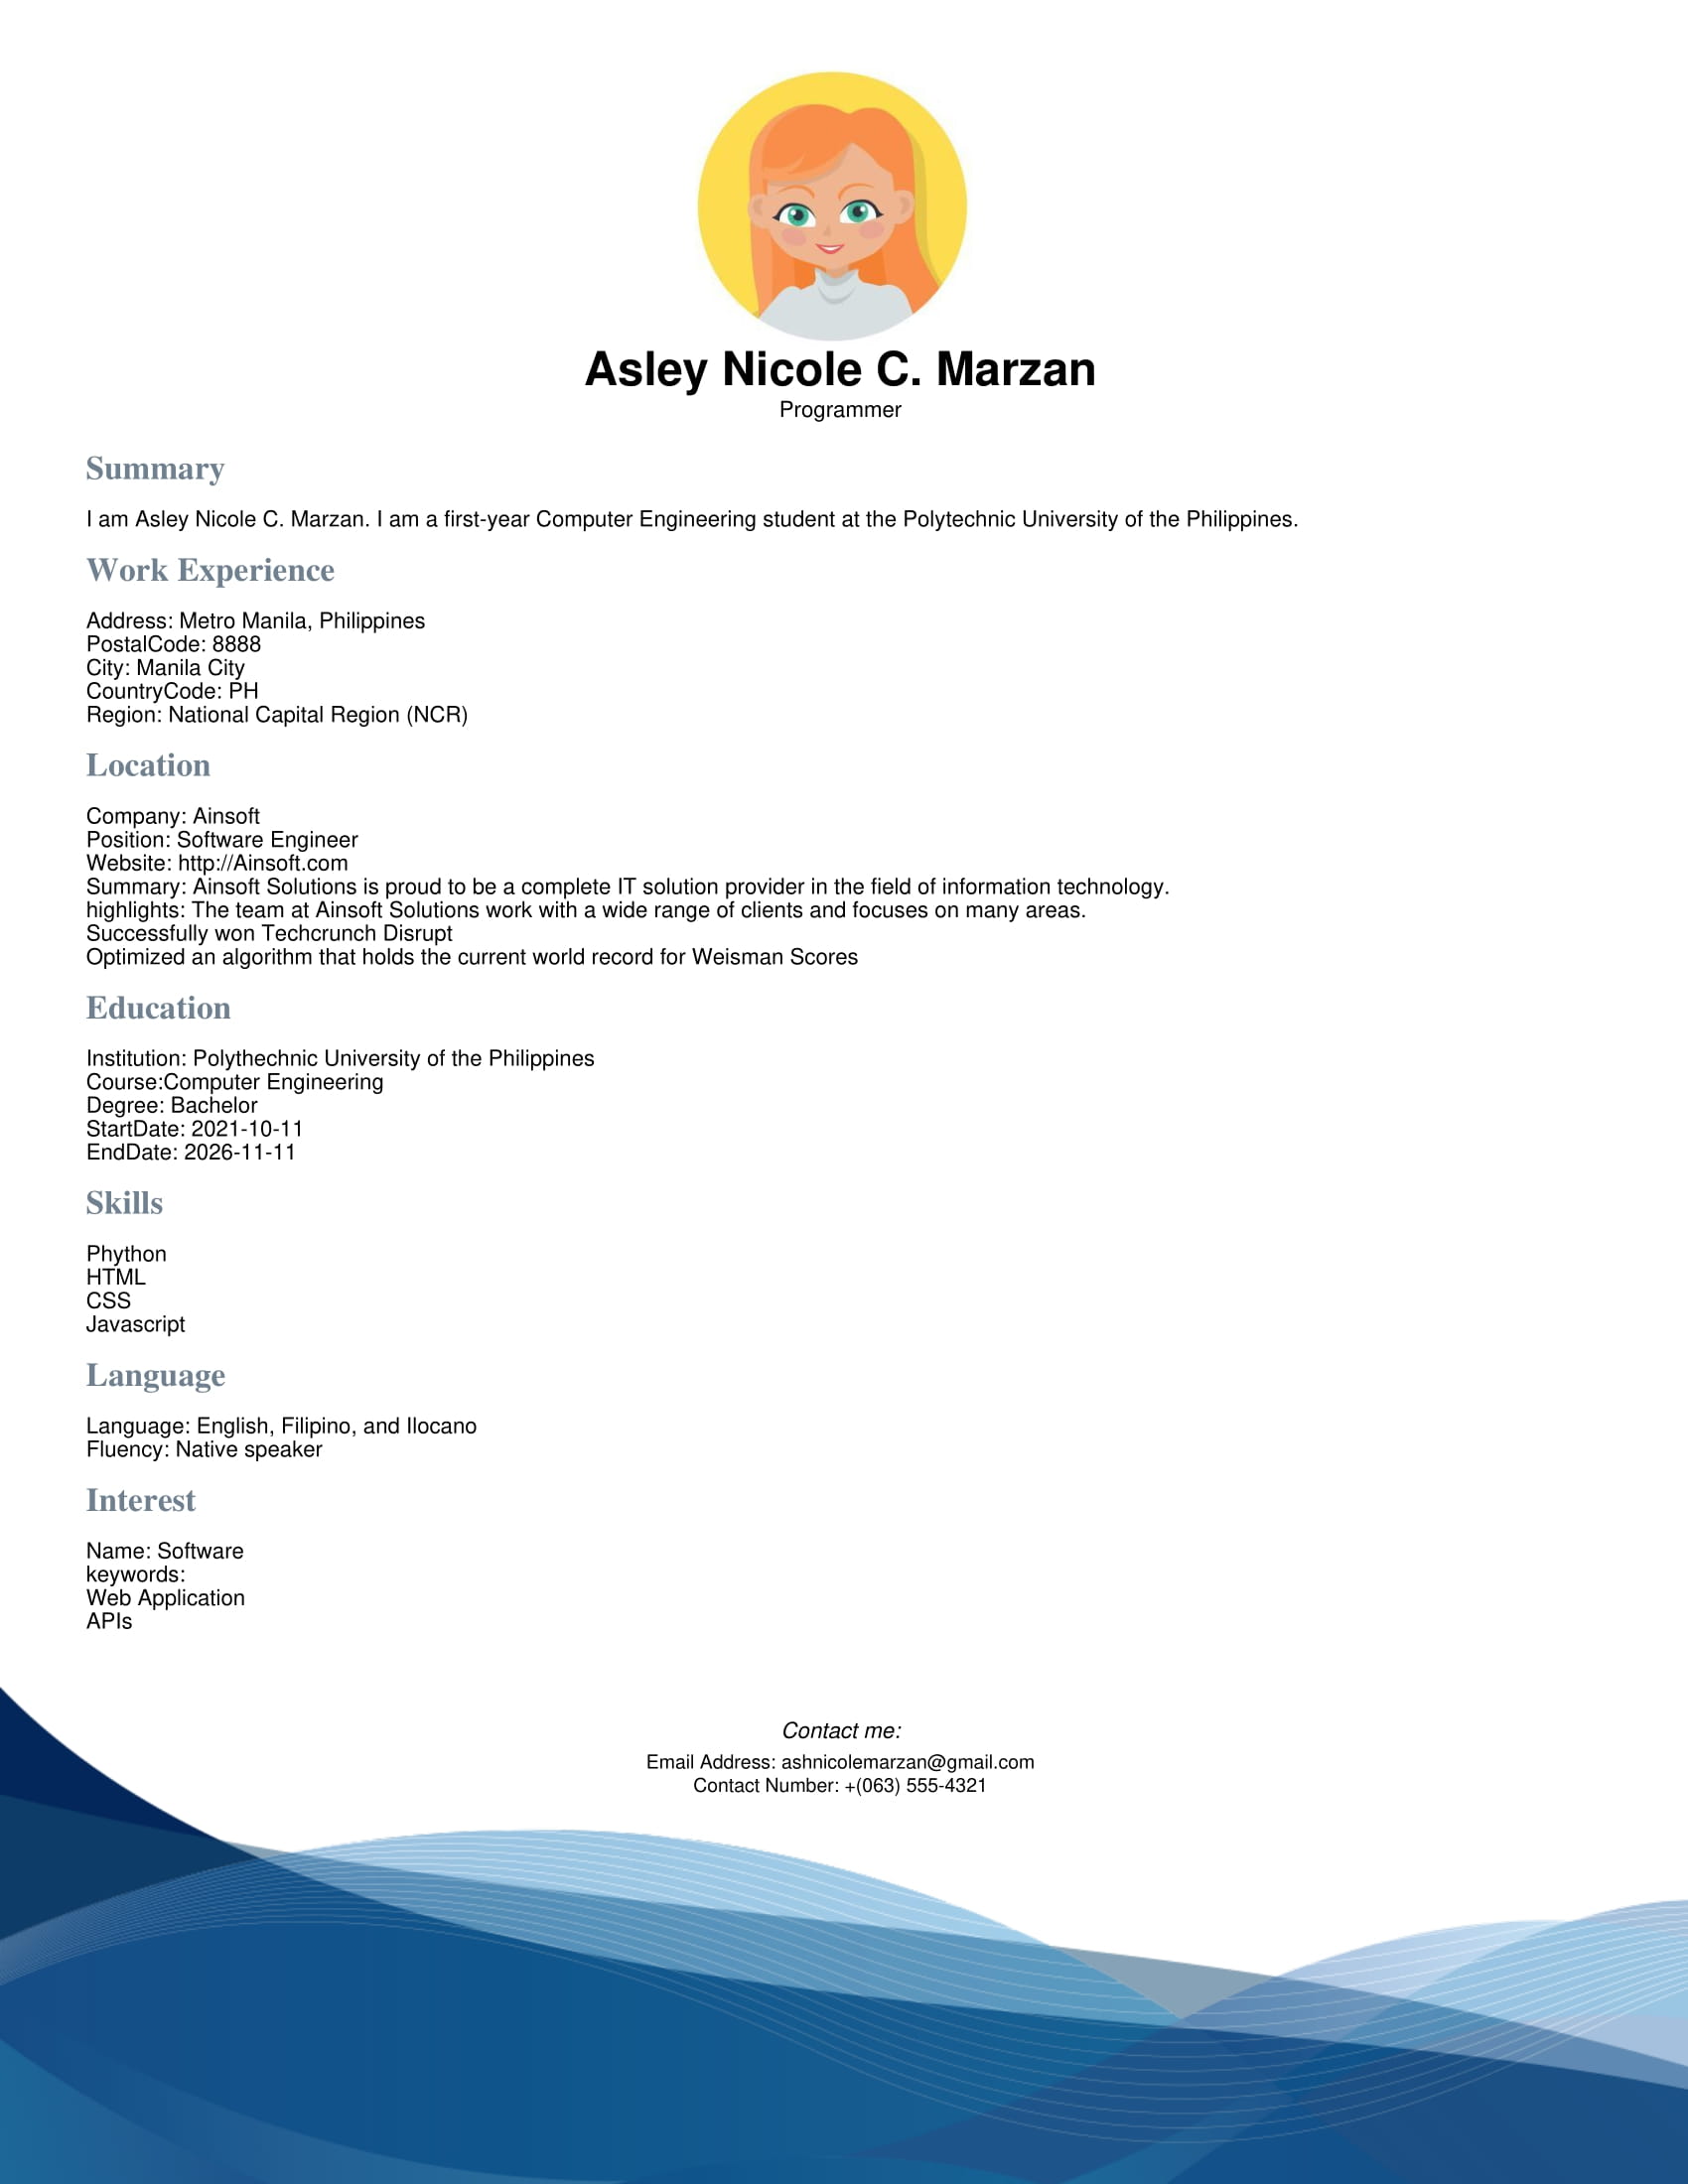 Asley Nicole C. Marzan
Programmer
Summary
I am Asley Nicole C. Marzan. I am a first-year Computer Engineering student at the Polytechnic University of the Philippines.
Work Experience
Address: Metro Manila, Philippines
PostalCode: 8888
City: Manila City
CountryCode: PH
Region: National Capital Region (NCR)
Location
Company: Ainsoft
Position: Software Engineer
Website: http://Ainsoft.com
Summary: Ainsoft Solutions is proud to be a complete IT solution provider in the field of information technology.
highlights: The team at Ainsoft Solutions work with a wide range of clients and focuses on many areas.
Successfully won Techcrunch Disrupt
Optimized an algorithm that holds the current world record for Weisman Scores
Education
Institution: Polythechnic University of the Philippines
Course:Computer Engineering
Degree: Bachelor
StartDate: 2021-10-11
EndDate: 2026-11-11
Skills
Phython
HTML
CSS
Javascript
Language
Language: English, Filipino, and Ilocano
Fluency: Native speaker
Interest
Name: Software
keywords:
Web Application
APIs
Contact me:
Email Address: ashnicolemarzan@gmail.com
Contact Number: +(063) 555-4321